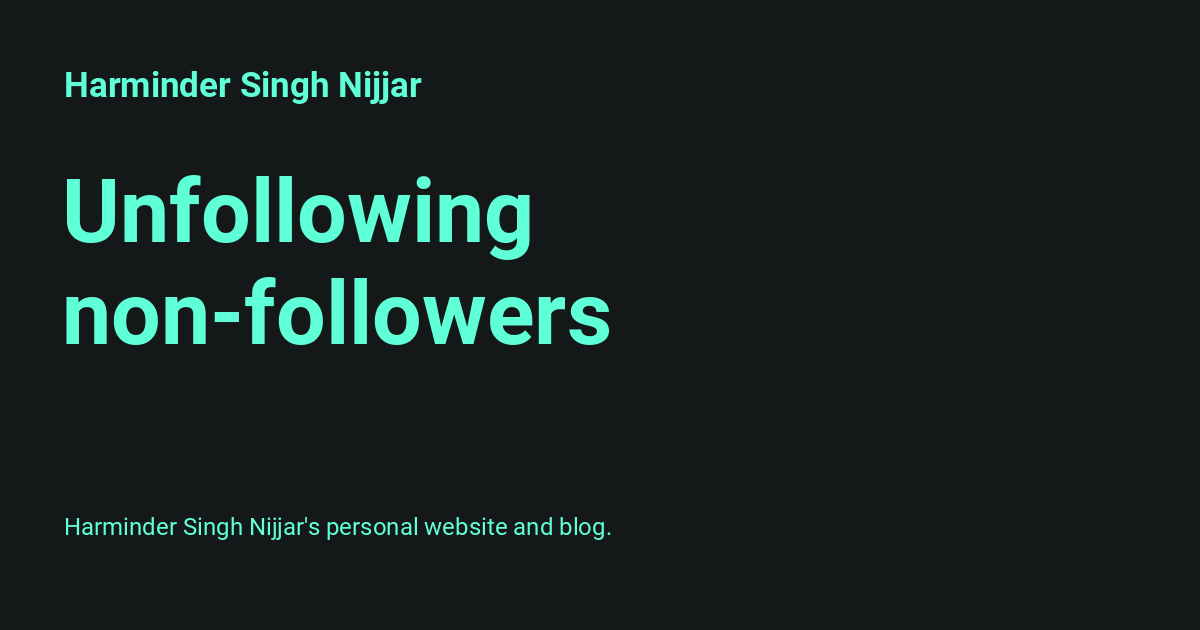 Harminder Singh Nijjar
Unfollowing
non-followers
Harminder Singh Nijjar's personal website and blog.